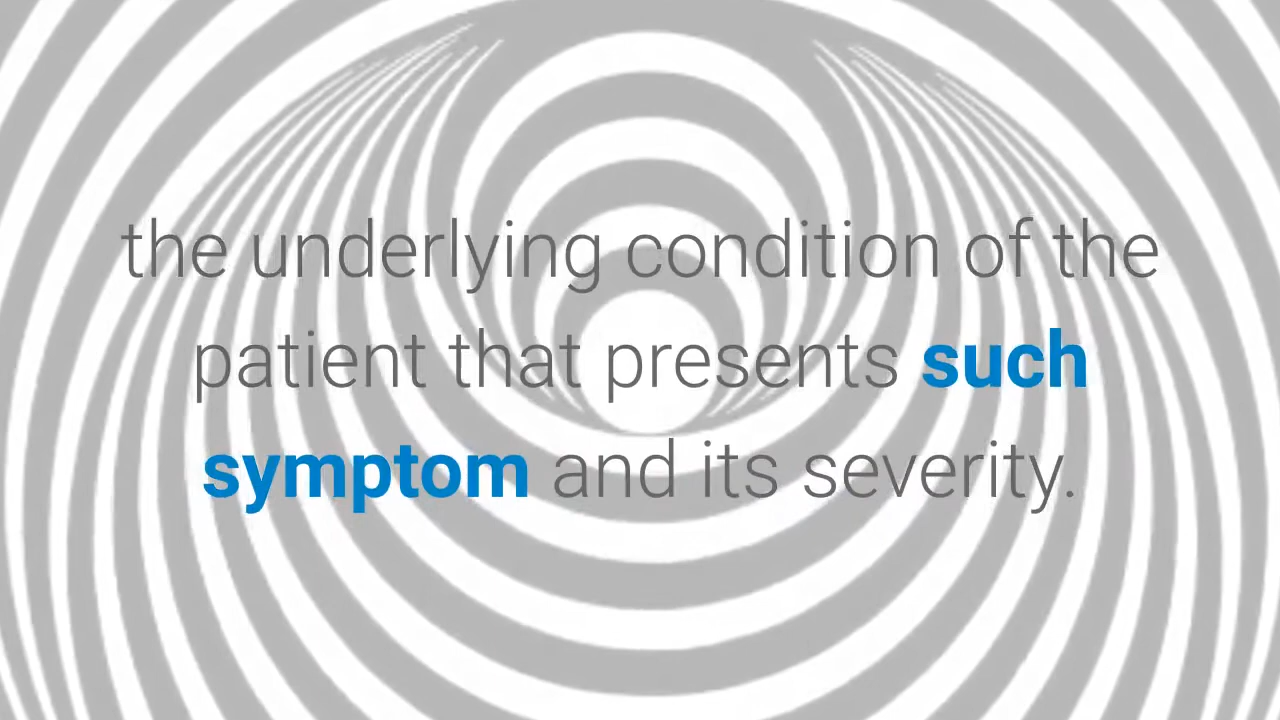 the underlying condition of the
patient that presents such
symptom and its severity.